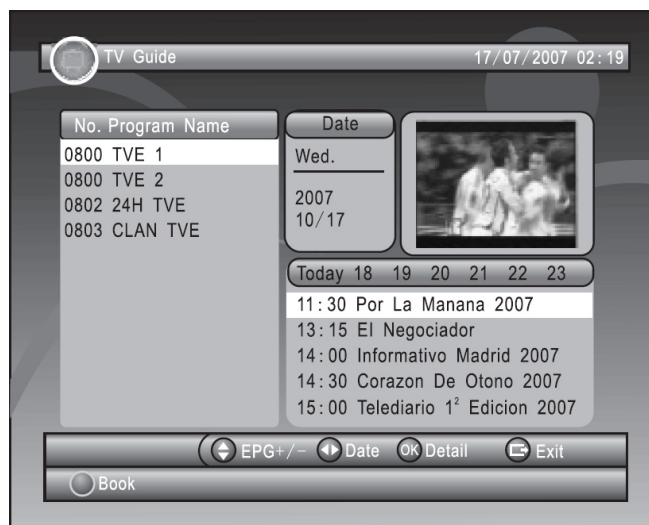 TV Guide 17/07/2007 02:19
No. Program Name
0800 TVE 1
0800 TVE 2
0802 24H TVE
0803 CLAN TVE
Date
Wed.
2007
10/17
Today 18 19 20 21 22 23
11:30 Por La Manana 2007
13:15 El Negociador
14:00 Informativo Madrid 2007
14:30 Corazon De Otono 2007
15:00 Telediario 1² Edicion 2007
EPG+/- Date OK Detail Exit
Book